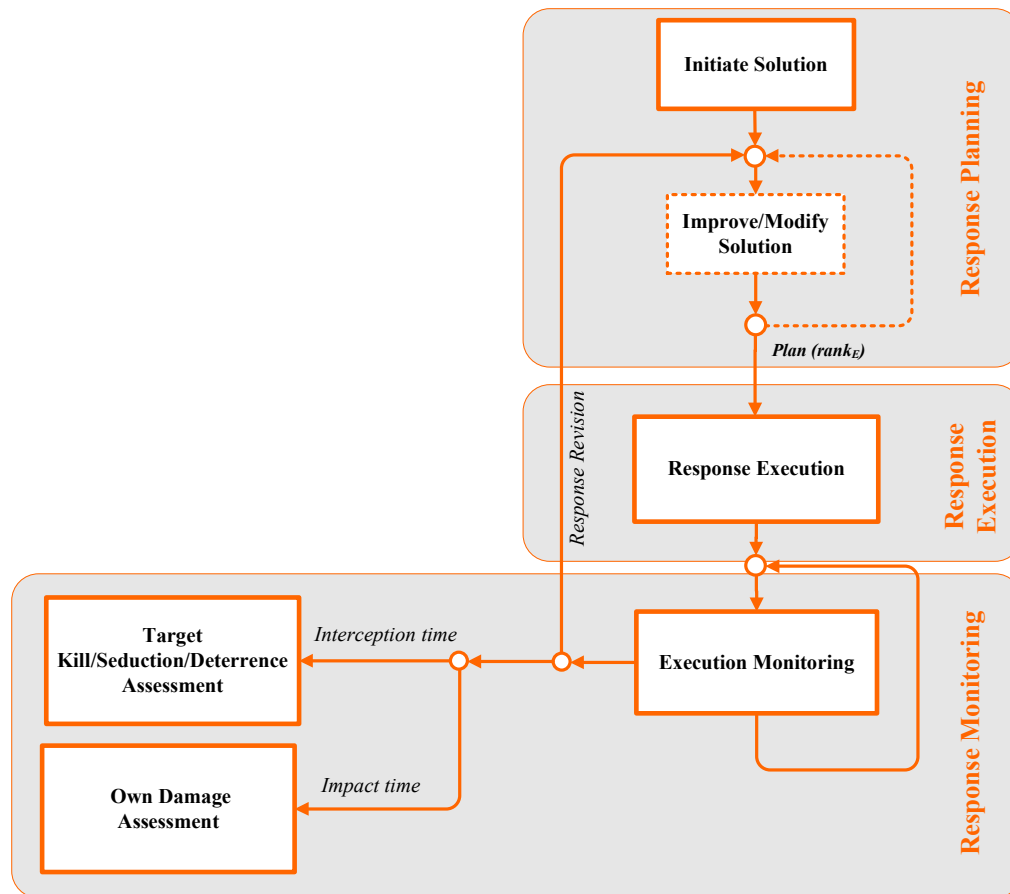 Initiate Solution
Improve/Modify
Solution
Plan (rankE)
Response Planning
Response Revision
Response Execution
Response
Execution
Target
Kill/Seduction/Deterrence
Assessment
Interception time
Execution Monitoring
Own Damage
Assessment
Impact time
Response Monitoring